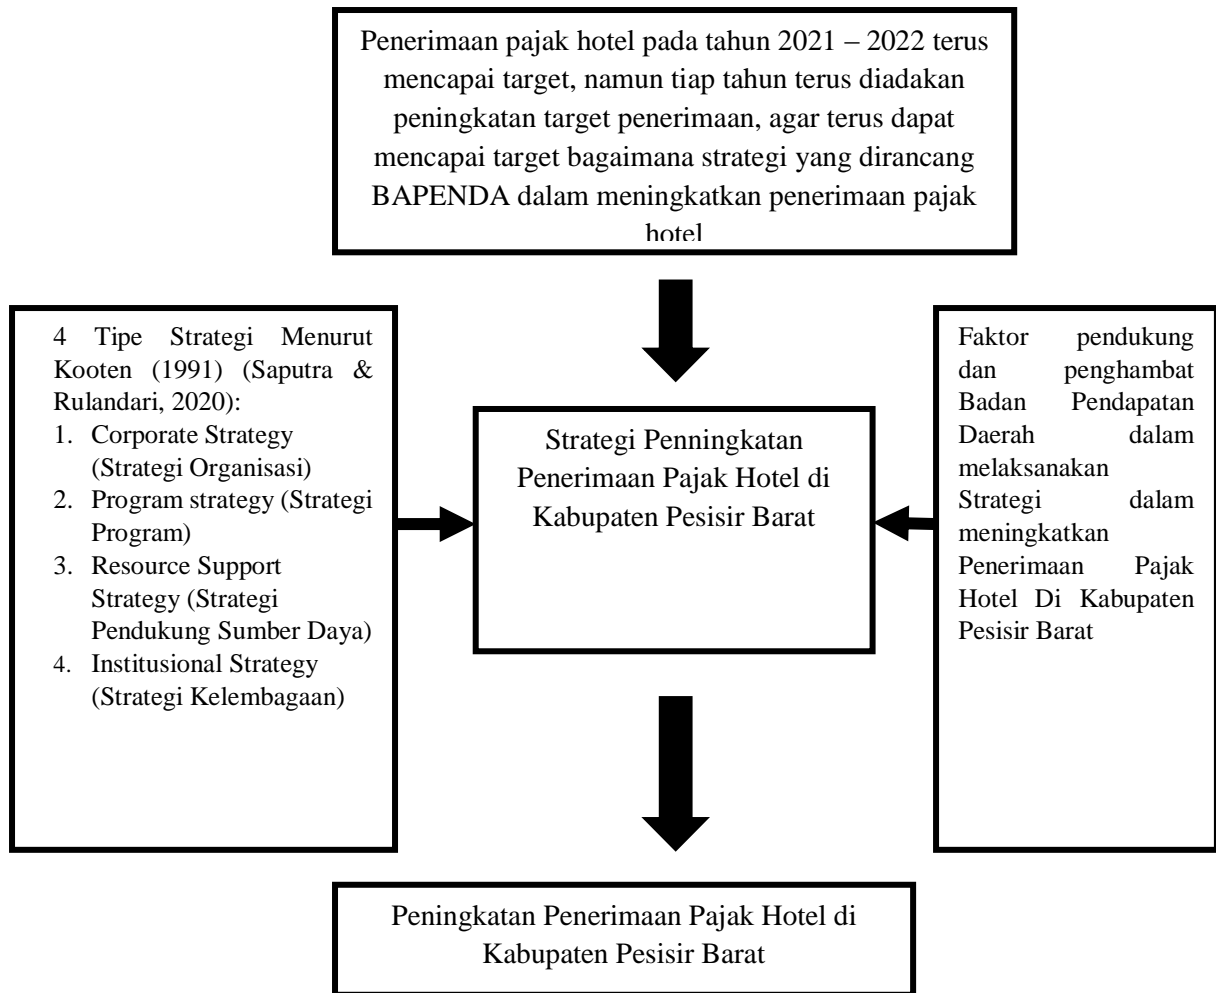 Penerimaan pajak hotel pada tahun 2021 – 2022 terus
mencapai target, namun tiap tahun terus diadakan
peningkatan target penerimaan, agar terus dapat
mencapai target bagaimana strategi yang dirancang
BAPENDA dalam meningkatkan penerimaan pajak
hotel
4 Tipe Strategi Menurut
Kooten (1991) (Saputra &
Rulandari, 2020):
1. Corporate Strategy
(Strategi Organisasi)
2. Program strategy (Strategi
Program)
3. Resource Support
Strategy (Strategi
Pendukung Sumber Daya)
4. Institusional Strategy
(Strategi Kelembagaan)
Strategi Penningkatan
Penerimaan Pajak Hotel di
Kabupaten Pesisir Barat
Faktor pendukung
dan penghambat
Badan Pendapatan
Daerah dalam
melaksanakan
Strategi dalam
meningkatkan
Penerimaan Pajak
Hotel Di Kabupaten
Pesisir Barat
Peningkatan Penerimaan Pajak Hotel di
Kabupaten Pesisir Barat